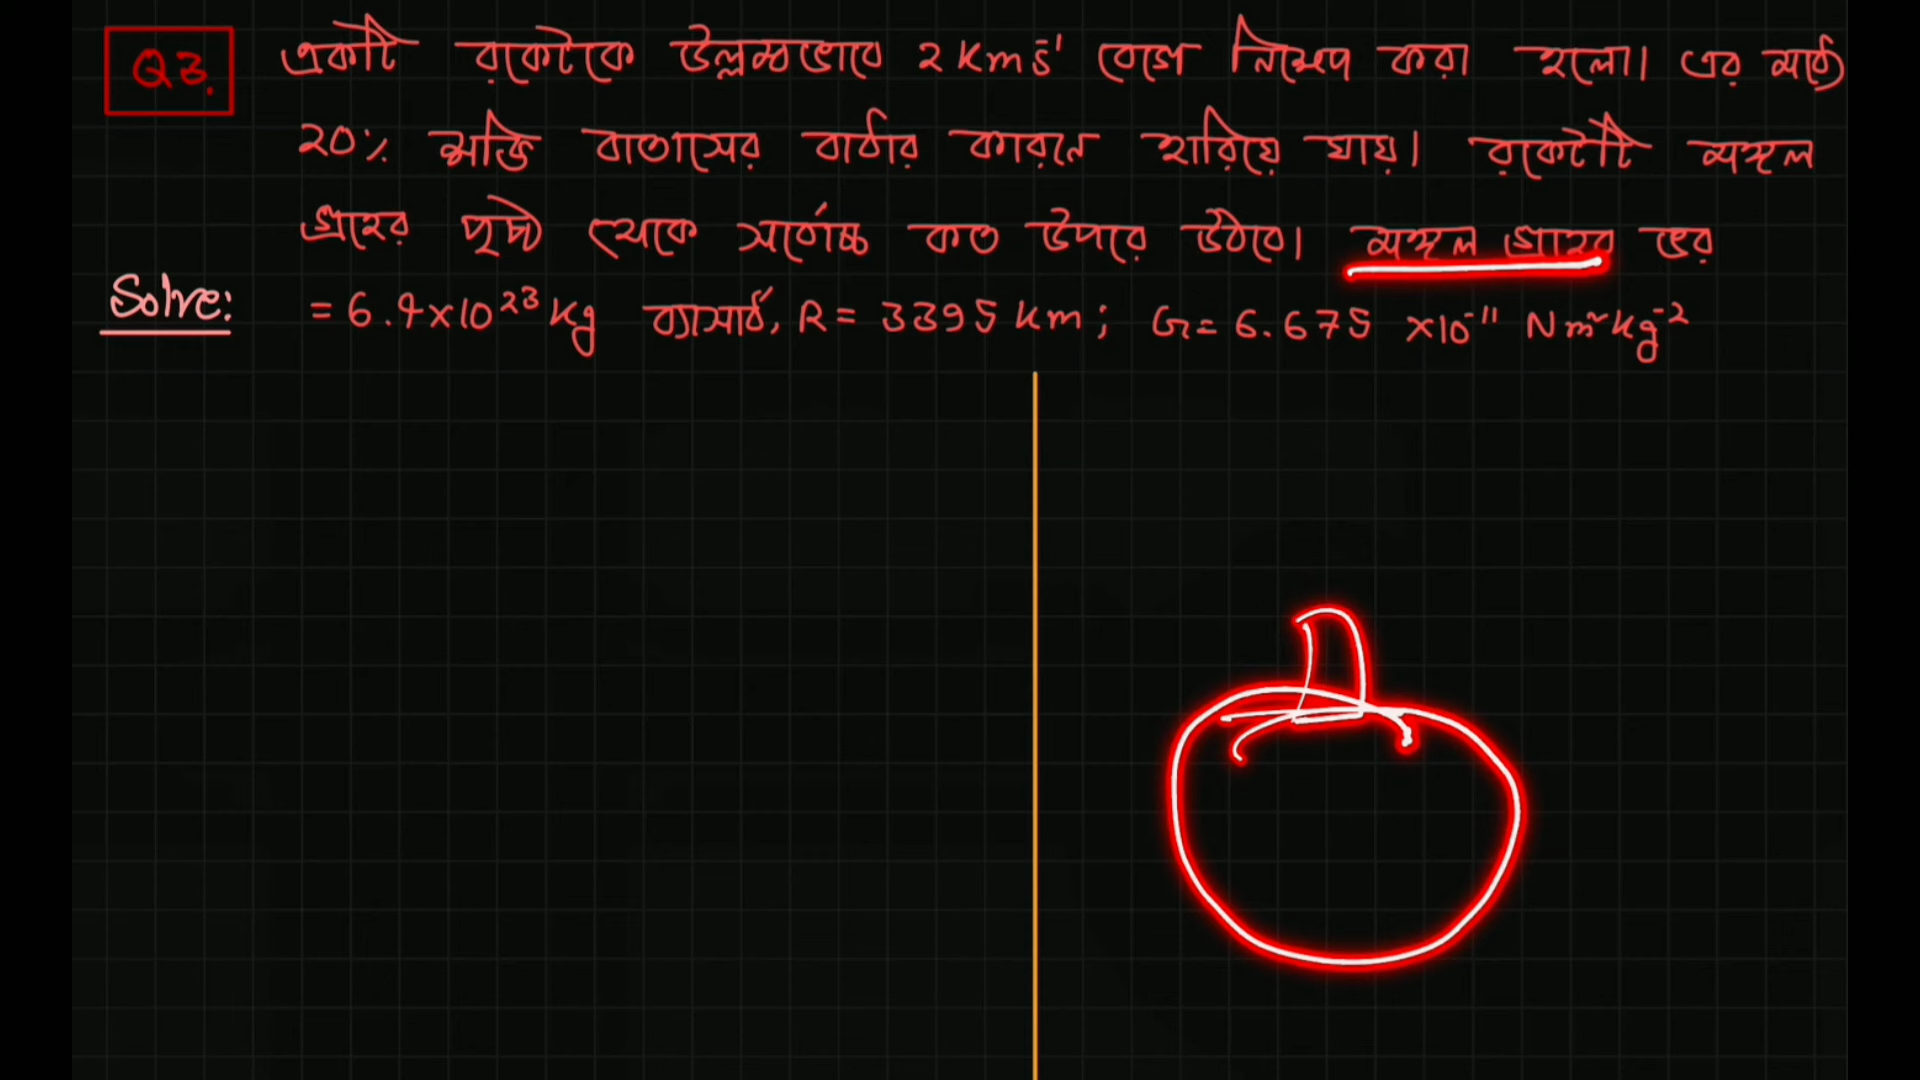 Q3. একটি রকেটকে উল্লম্বভাবে 2 Kms⁻¹ বেগে নিক্ষেপ করা হলো। এর মধ্যে
20% শক্তি বাতাসের বাধার কারনে হারিয়ে যায়। রকেটটি মঙ্গল
গ্রহের পৃষ্ঠ থেকে সর্বোচ্চ কত উপরে উঠবে। মঙ্গল গ্রহের ভর
Solve: = 6.4×10²³ kg ব্যাসার্ধ, R = 3395 km; G = 6.675 ×10⁻¹¹ Nm²kg⁻²